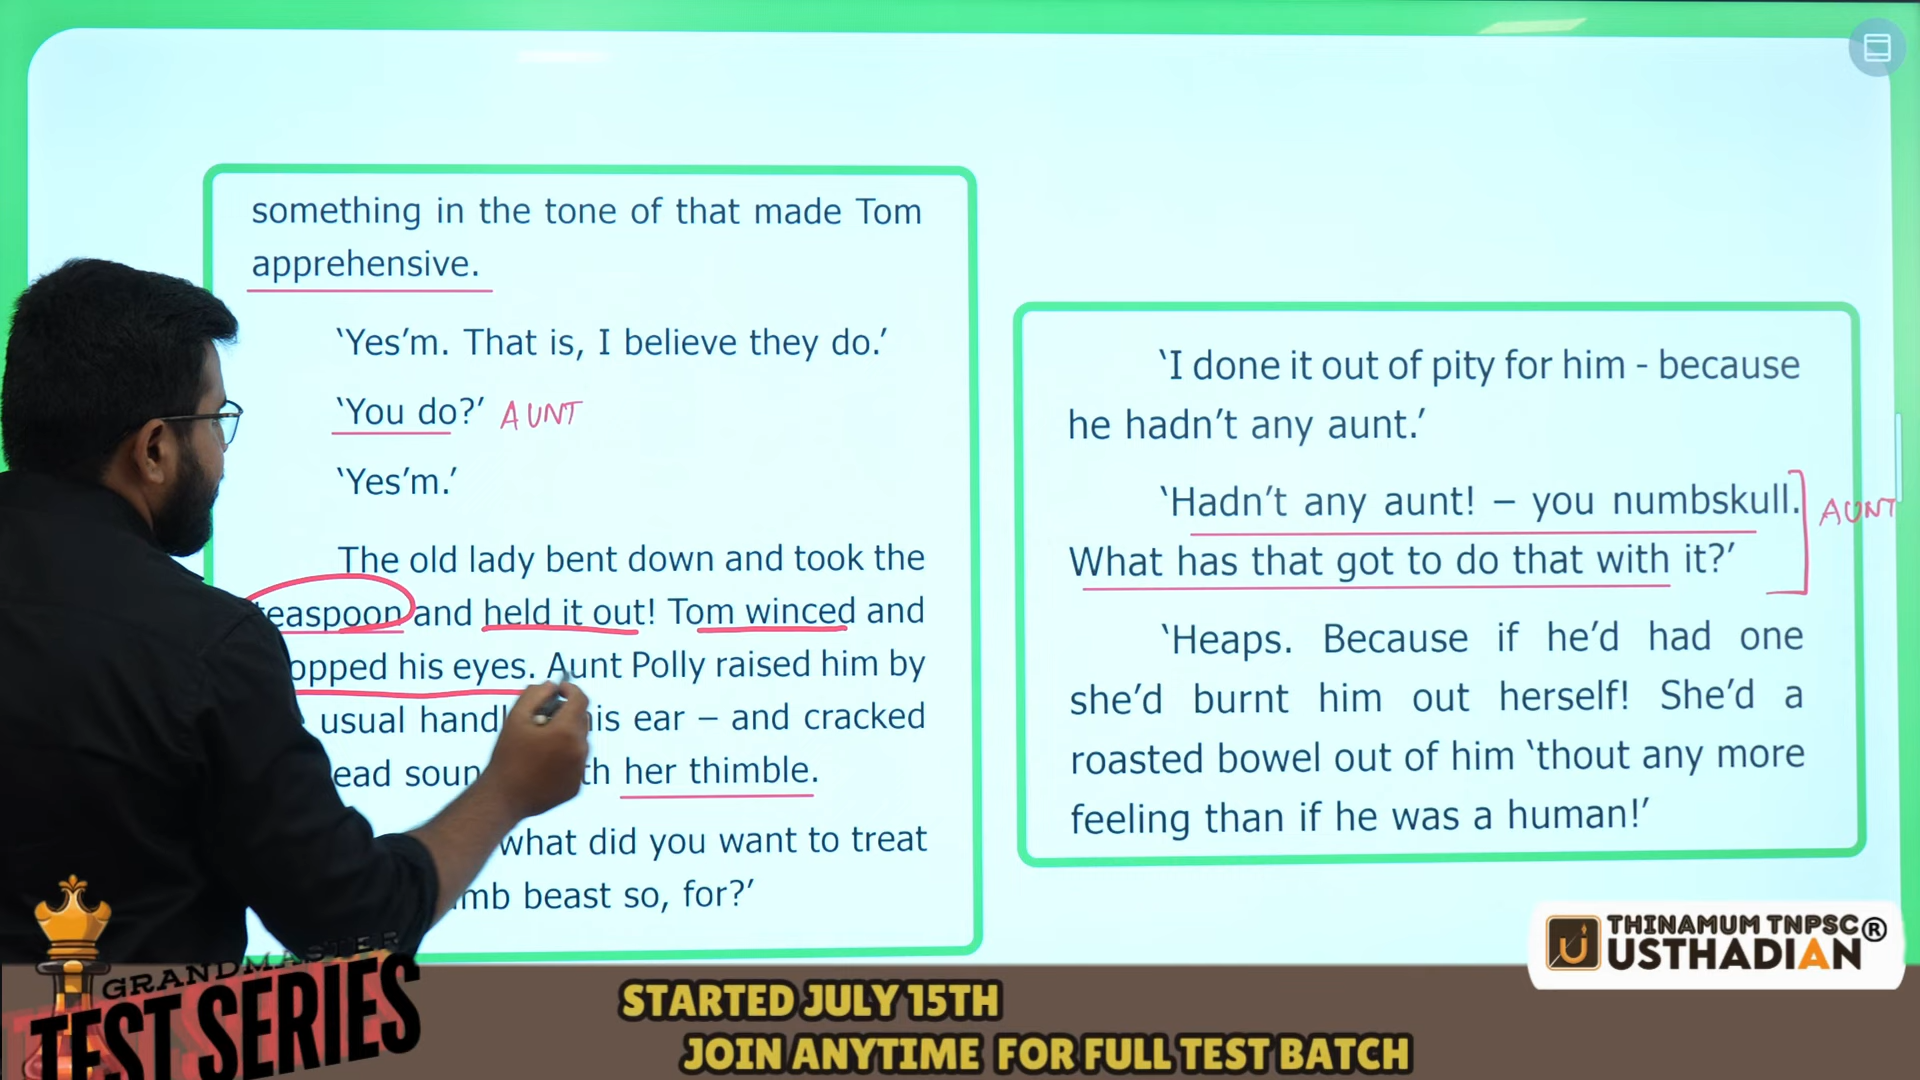 something in the tone of that made Tom
apprehensive.
‘Yes’m. That is, I believe they do.’
‘You do?’ AUNT
‘Yes’m.’
The old lady bent down and took the
teaspoon and held it out! Tom winced and
opped his eyes. Aunt Polly raised him by
usual handl his ear – and cracked
ead soun th her thimble.
what did you want to treat
mb beast so, for?’
‘I done it out of pity for him - because
he hadn’t any aunt.’
‘Hadn’t any aunt! – you numbskull.
What has that got to do that with it?’
AUNT
‘Heaps. Because if he’d had one
she’d burnt him out herself! She’d a
roasted bowel out of him ‘thout any more
feeling than if he was a human!’
THINAMUM TNPSC®
USTHADIAN
GRANDMASTER
TEST SERIES
STARTED JULY 15TH
JOIN ANYTIME FOR FULL TEST BATCH